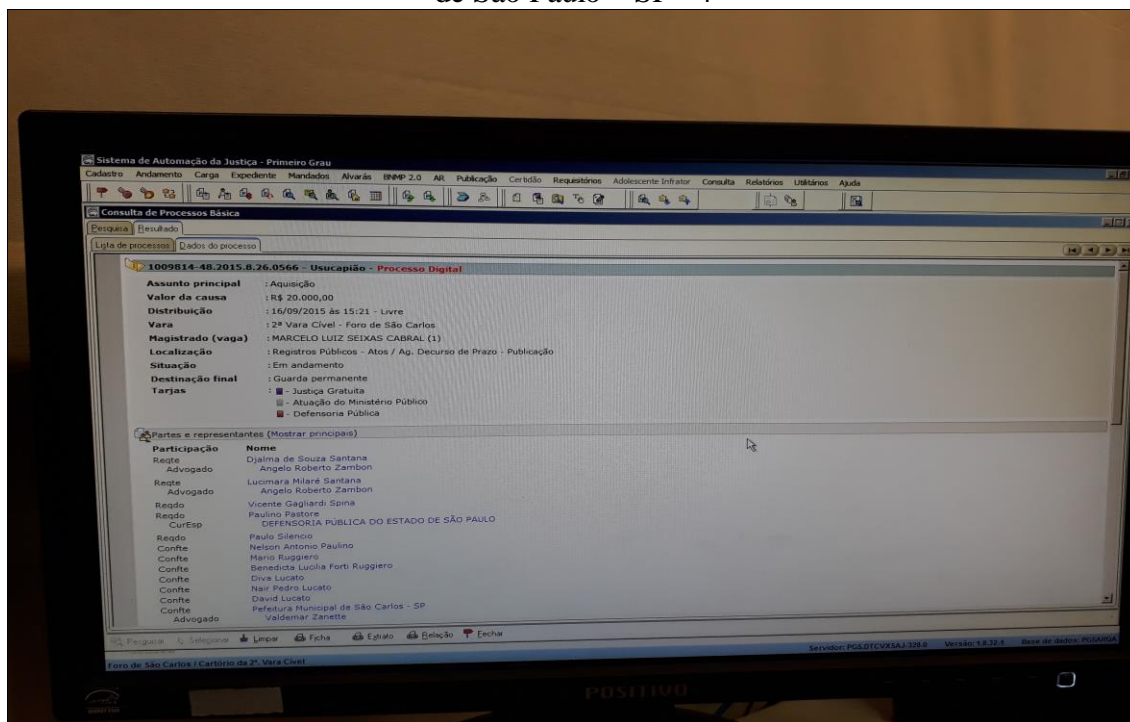 de São Paulo – SP – 4
Sistema de Automação da Justiça - Primeiro Grau
Cadastro Andamento Carga Expediente Mandados Alvarás BNMP 2.0 AR Publicação Certidão Requisitórios Adolescente Infrator Consulta Relatórios Utilitários Ajuda
Consulta de Processos Básica
Pesquisa Resultado
Lista de processos Dados do processo
1009814-48.2015.8.26.0566 - Usucapião - Processo Digital
Assunto principal : Aquisição
Valor da causa : R$ 20.000,00
Distribuição : 16/09/2015 às 15:21 - Livre
Vara : 2ª Vara Cível - Foro de São Carlos
Magistrado (vaga) : MARCELO LUIZ SEIXAS CABRAL (1)
Localização : Registros Públicos - Atos / Ag. Decurso de Prazo - Publicação
Situação : Em andamento
Destinação final : Guarda permanente
Tarjas : - Justiça Gratuita
- Atuação do Ministério Público
- Defensoria Pública
Partes e representantes (Mostrar principais)
Participação Nome
Reqte Djalma de Souza Santana
Advogado Angelo Roberto Zambon
Reqte Lucimara Milaré Santana
Advogado Angelo Roberto Zambon
Reqdo Vicente Gagliardi Spina
Reqdo Paulino Pastore
CurEsp DEFENSORIA PÚBLICA DO ESTADO DE SÃO PAULO
Reqdo Paulo Silencio
Confte Nelson Antonio Paulino
Confte Mario Ruggiero
Confte Benedicta Lucilia Forti Ruggiero
Confte Diva Lucato
Confte Nair Pedro Lucato
Confte David Lucato
Confte Pefeitura Municipal de São Carlos - SP
Advogado Valdemar Zanette
Pesquisar Selecionar Limpar Ficha Extrato Relação Fechar
Foro de São Carlos / Cartório da 2ª. Vara Cível
Versão: 1.8.32-4 Base de dados:
POSITIVO